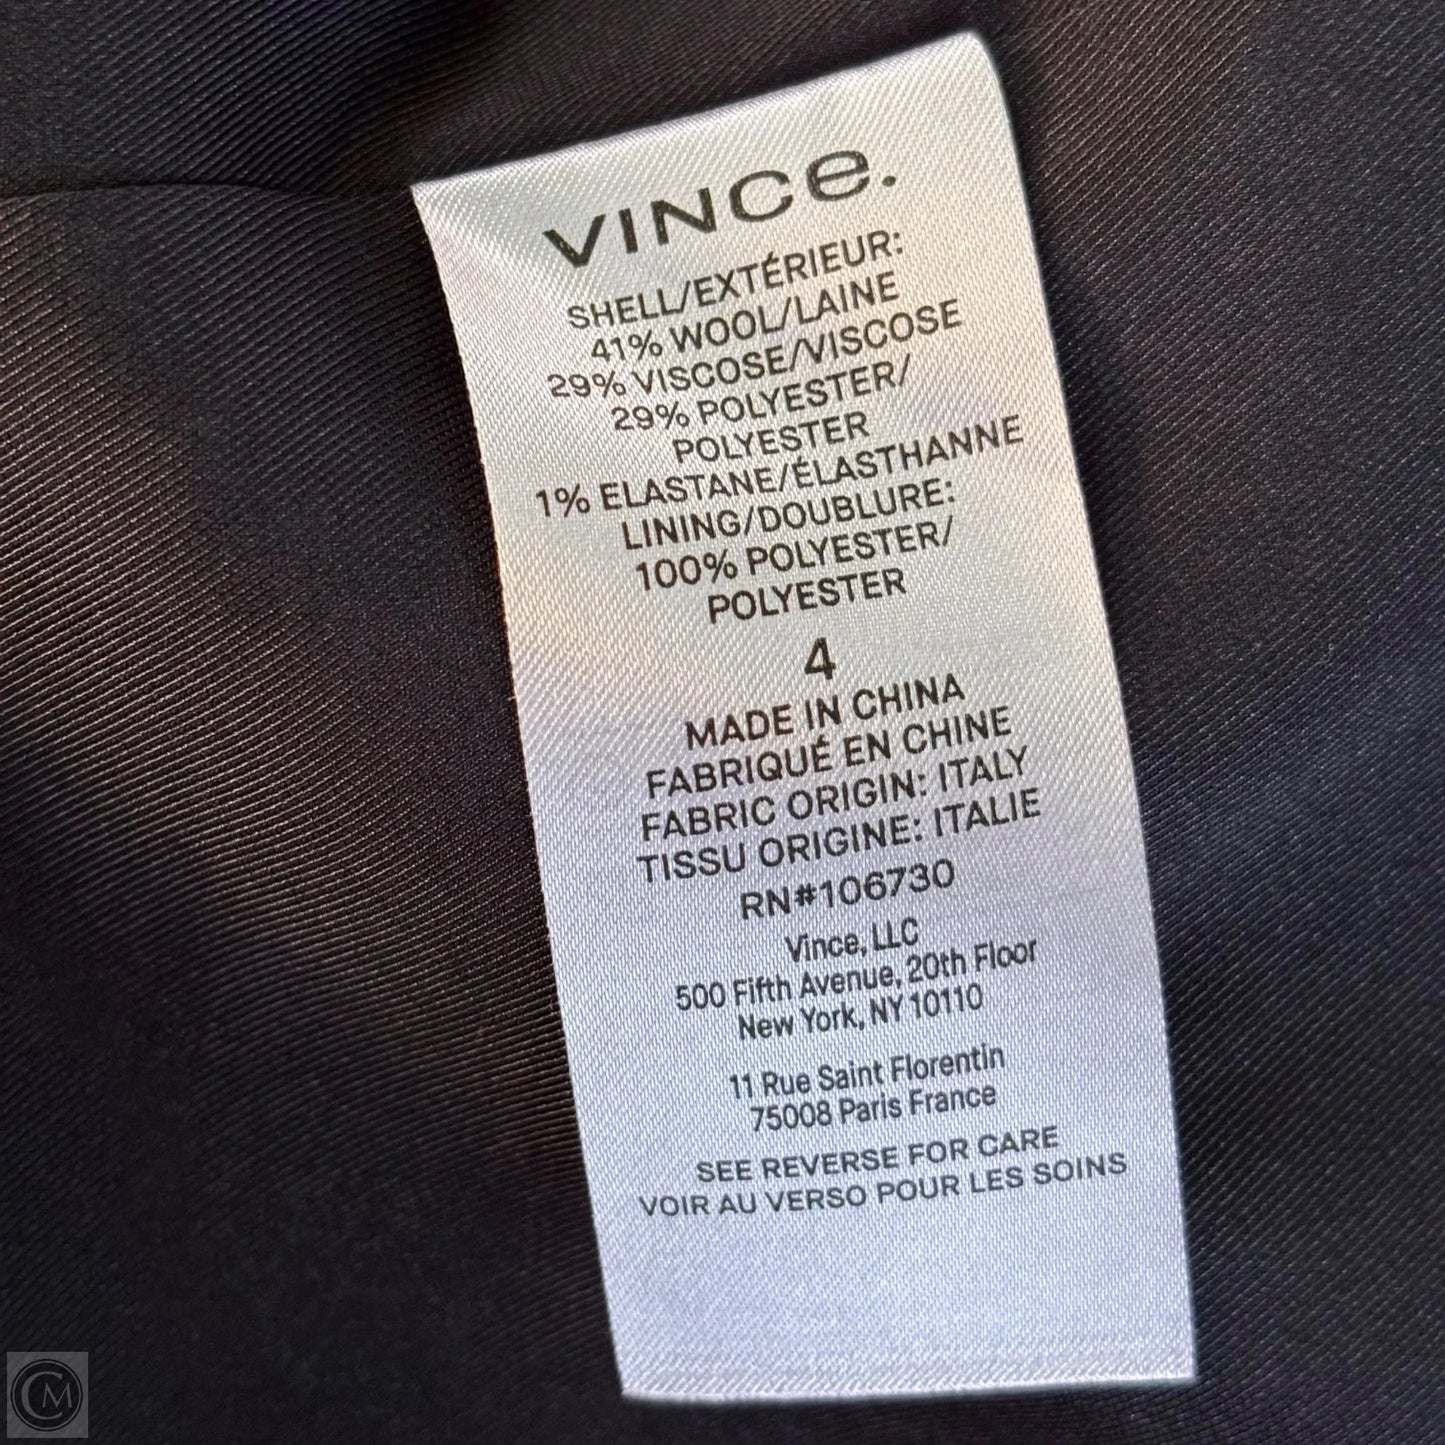 VINCe.
SHELL/EXTÉRIEUR:
41% WOOL/LAINE
29% VISCOSE/VISCOSE
29% POLYESTER/
POLYESTER
1% ELASTANE/ÉLASTHANNE
LINING/DOUBLURE:
100% POLYESTER/
POLYESTER
4
MADE IN CHINA
FABRIQUÉ EN CHINE
FABRIC ORIGIN: ITALY
TISSU ORIGINE: ITALIE
RN#106730
Vince, LLC
500 Fifth Avenue, 20th Floor
New York, NY 10110
11 Rue Saint Florentin
75008 Paris France
SEE REVERSE FOR CARE
VOIR AU VERSO POUR LES SOINS
CM